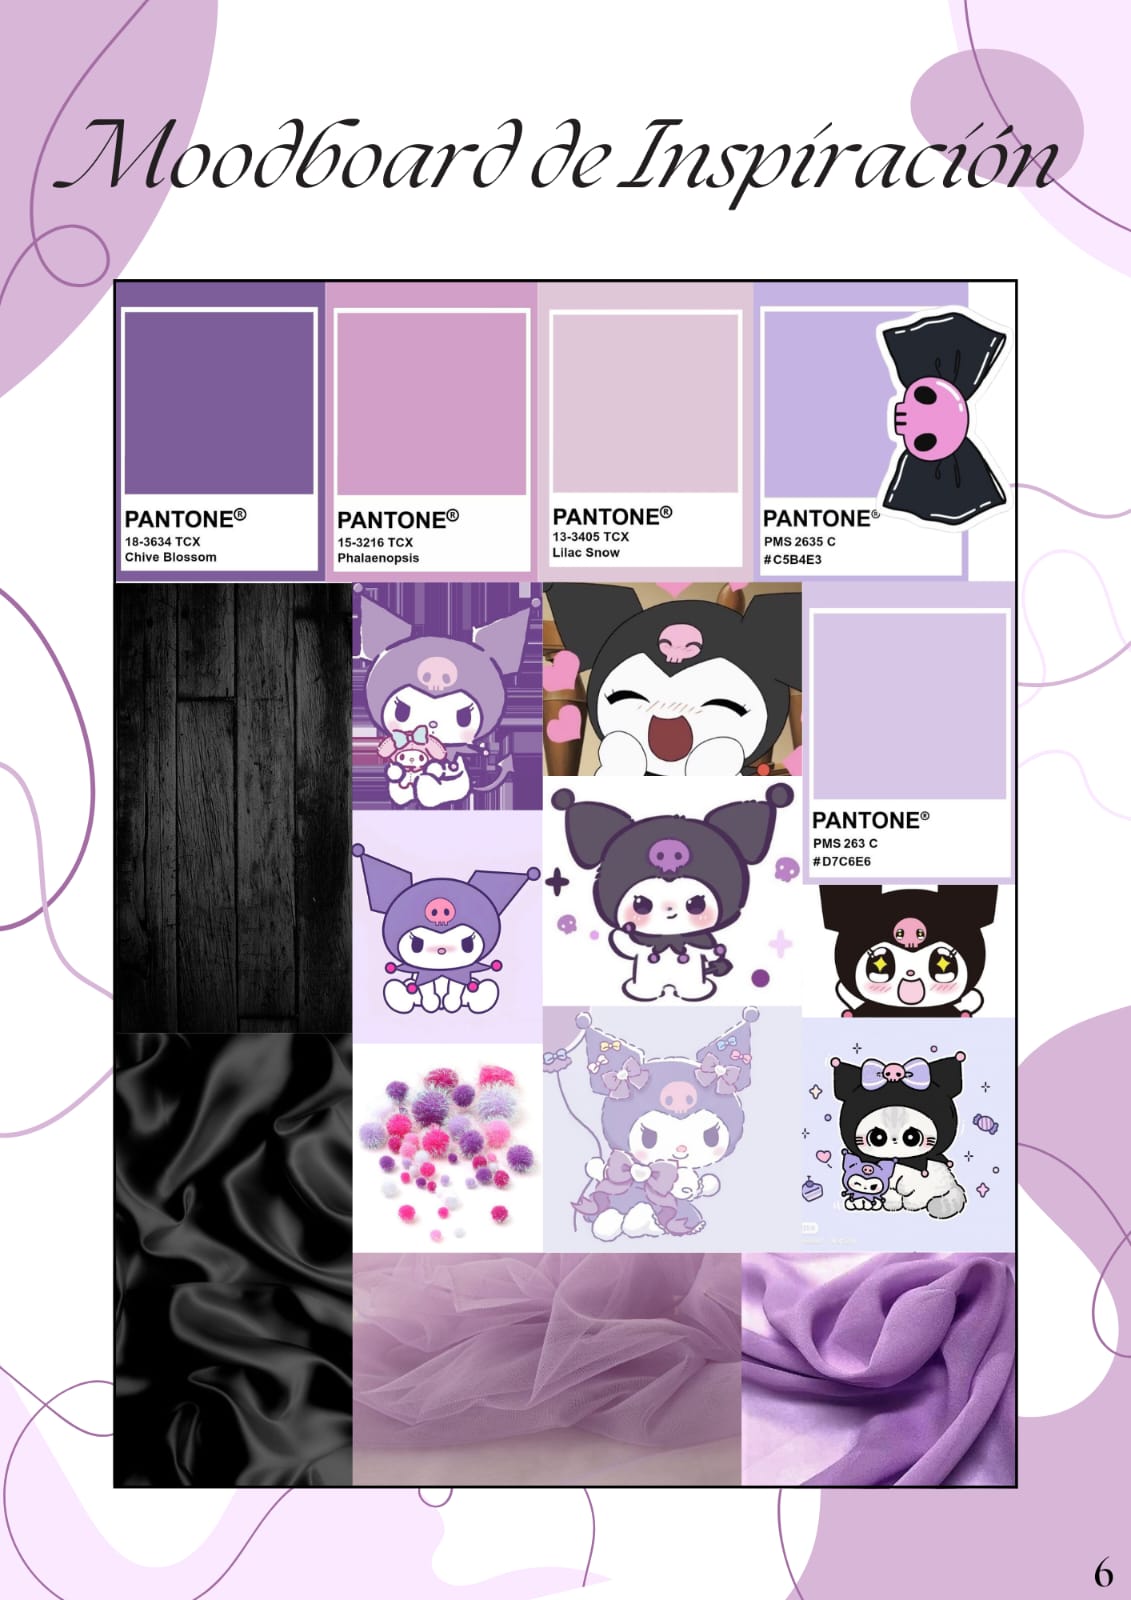 Moodboard de Inspiración
PANTONE®
18-3634 TCX
Chive Blossom
PANTONE®
15-3216 TCX
Phalaenopsis
PANTONE®
13-3405 TCX
Lilac Snow
PANTONE®
PMS 2635 C
#C5B4E3
PANTONE®
PMS 263 C
#D7C6E6
6